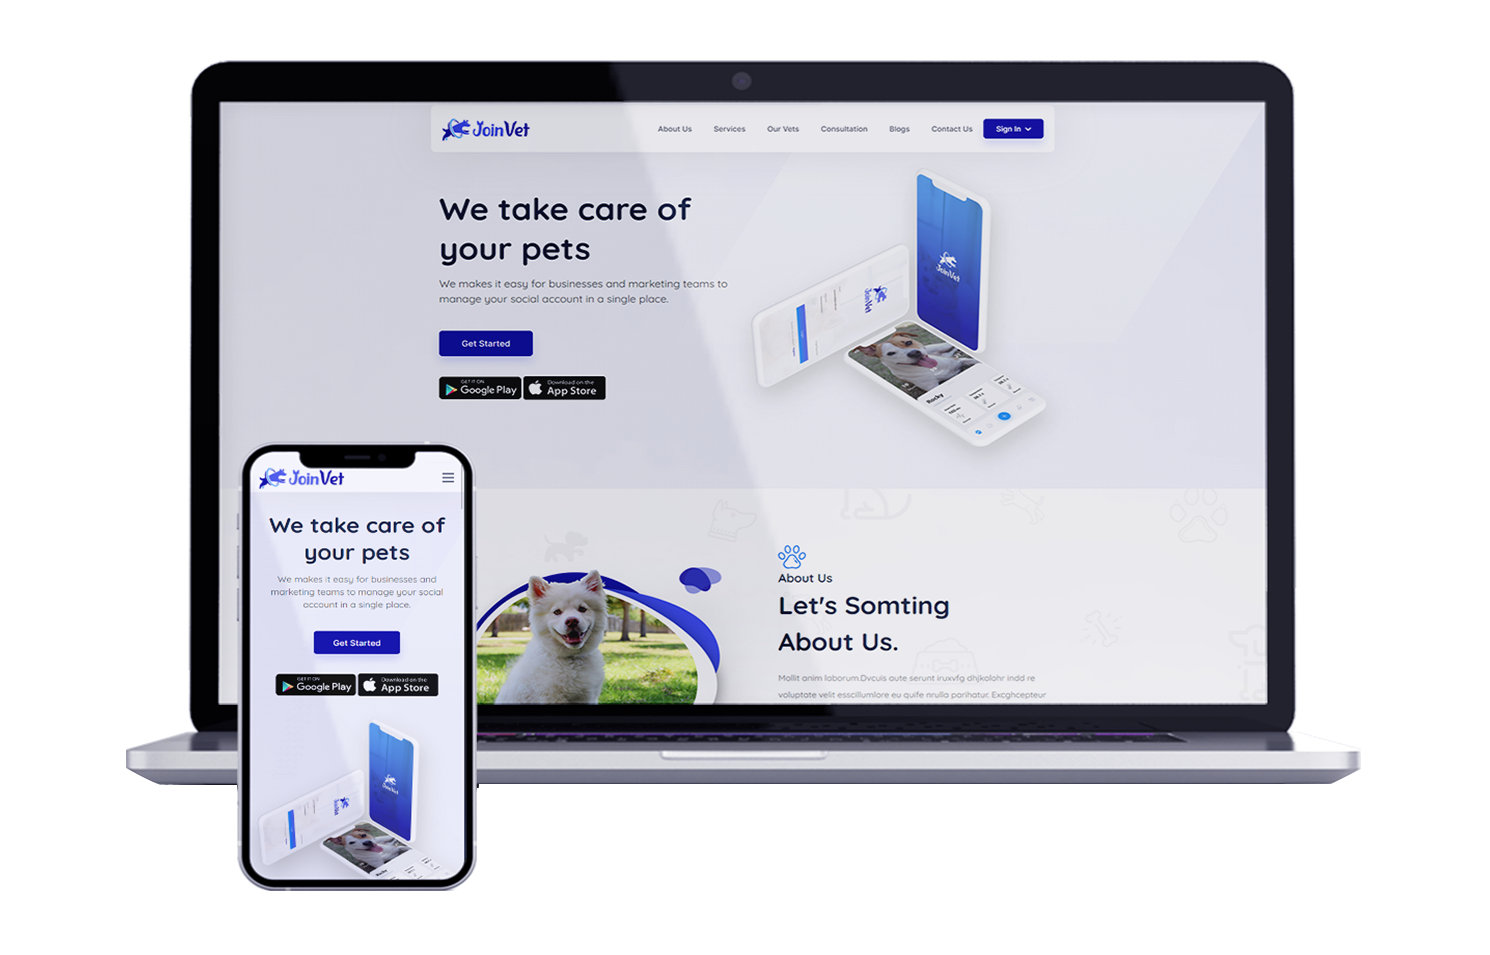 JoinVet
About Us
Services
Our Vets
Consultation
Blogs
Contact Us
Sign In
We take care of
your pets
We makes it easy for businesses and marketing teams to
manage your social account in a single place.
Get Started
GET IT ON
Google Play
Download on the
App Store
JoinVet
JoinVet
Rocky
About Us
Let's Somting
About Us.
Mollit anim laborum.Dvcuis aute serunt iruxvfg dhjkolohr indd re
voluptate velit esscillumlore eu quife nrulla parihatur. Excghcepteur
JoinVet
We take care of
your pets
We makes it easy for businesses and
marketing teams to manage your social
account in a single place.
Get Started
GET IT ON
Google Play
Download on the
App Store
JoinVet
JoinVet